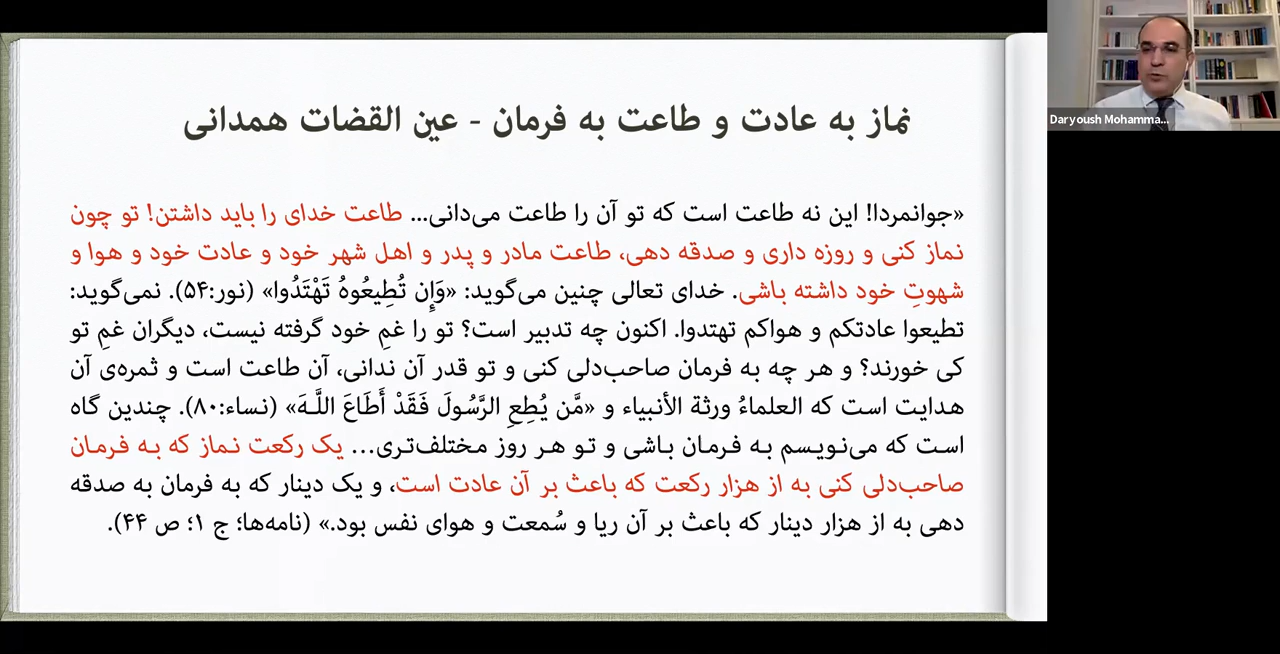 نماز به عادت و طاعت به فرمان - عین القضات همدانی
«جوانمردا! این نه طاعت است که تو آن را طاعت می‌دانی... طاعت خدای را باید داشتن! تو چون
نماز کنی و روزه داری و صدقه دهی، طاعت مادر و پدر و اهل شهر خود و عادت خود و هوا و
شهوتِ خود داشته باشی. خدای تعالی چنین می‌گوید: «وَإِن تُطِیعُوهُ تَهْتَدُوا» (نور:۵۴). نمی‌گوید:
تطیعوا عادتکم و هواکم تهتدوا. اکنون چه تدبیر است؟ تو را غمِ خود گرفته نیست، دیگران غمِ تو
کی خورند؟ و هر چه به فرمان صاحب‌دلی کنی و تو قدر آن ندانی، آن طاعت است و ثمره‌ی آن
هدایت است که العلماءُ ورثة الأنبیاء و «مَّن یُطِعِ الرَّسُولَ فَقَدْ أَطَاعَ اللَّـهَ» (نساء:۸۰). چندین گاه
است که می‌نویسم به فرمان باشی و تو هر روز مختلف‌تری... یک رکعت نماز که به فرمان
صاحب‌دلی کنی به از هزار رکعت که باعث بر آن عادت است، و یک دینار که به فرمان به صدقه
دهی به از هزار دینار که باعث بر آن ریا و سُمعت و هوای نفس بود.» (نامه‌ها؛ ج ۱؛ ص ۴۴).
Daryoush Mohamma...